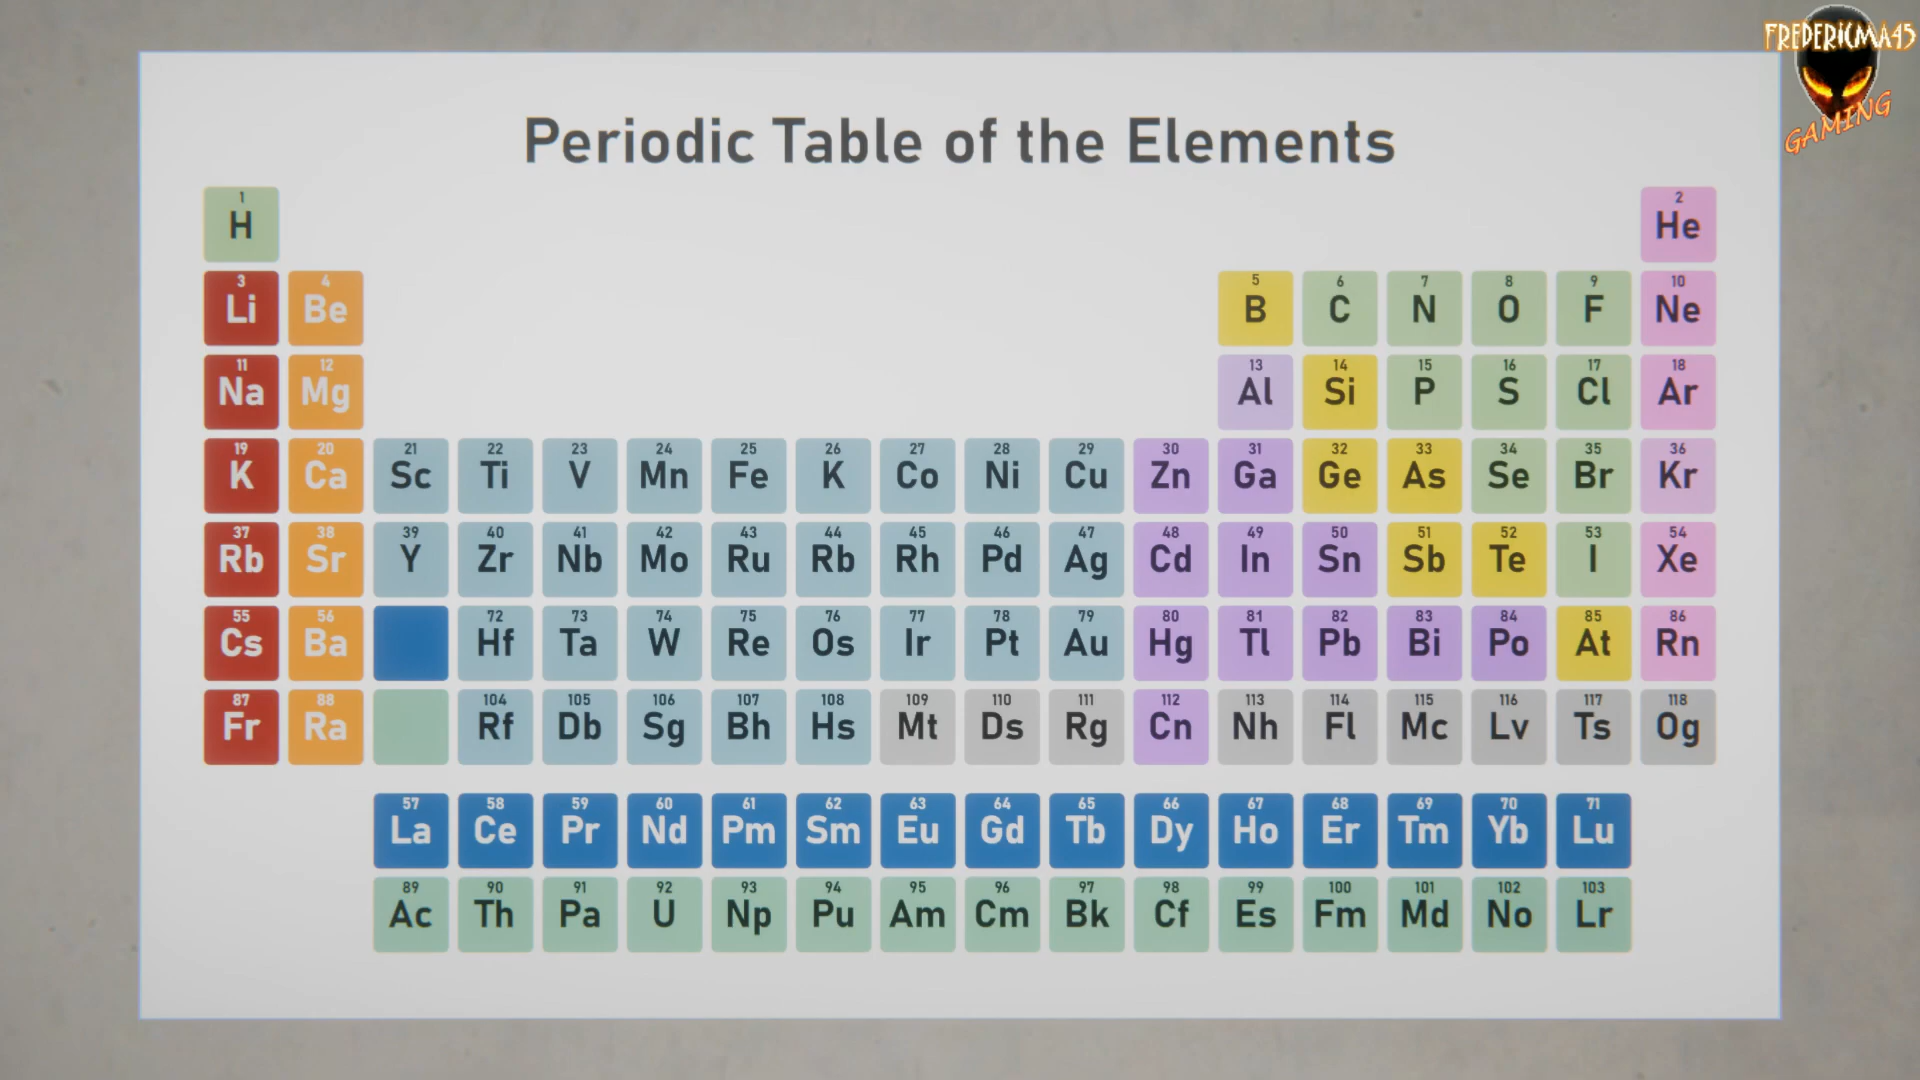 FREDERICMA45
GAMING
Periodic Table of the Elements
1 2
H He
3 4 5 6 7 8 9 10
Li Be B C N O F Ne
11 12 13 14 15 16 17 18
Na Mg Al Si P S Cl Ar
19 20 21 22 23 24 25 26 27 28 29 30 31 32 33 34 35 36
K Ca Sc Ti V Mn Fe K Co Ni Cu Zn Ga Ge As Se Br Kr
37 38 39 40 41 42 43 44 45 46 47 48 49 50 51 52 53 54
Rb Sr Y Zr Nb Mo Ru Rb Rh Pd Ag Cd In Sn Sb Te I Xe
55 56 72 73 74 75 76 77 78 79 80 81 82 83 84 85 86
Cs Ba Hf Ta W Re Os Ir Pt Au Hg Tl Pb Bi Po At Rn
87 88 104 105 106 107 108 109 110 111 112 113 114 115 116 117 118
Fr Ra Rf Db Sg Bh Hs Mt Ds Rg Cn Nh Fl Mc Lv Ts Og
57 58 59 60 61 62 63 64 65 66 67 68 69 70 71
La Ce Pr Nd Pm Sm Eu Gd Tb Dy Ho Er Tm Yb Lu
89 90 91 92 93 94 95 96 97 98 99 100 101 102 103
Ac Th Pa U Np Pu Am Cm Bk Cf Es Fm Md No Lr